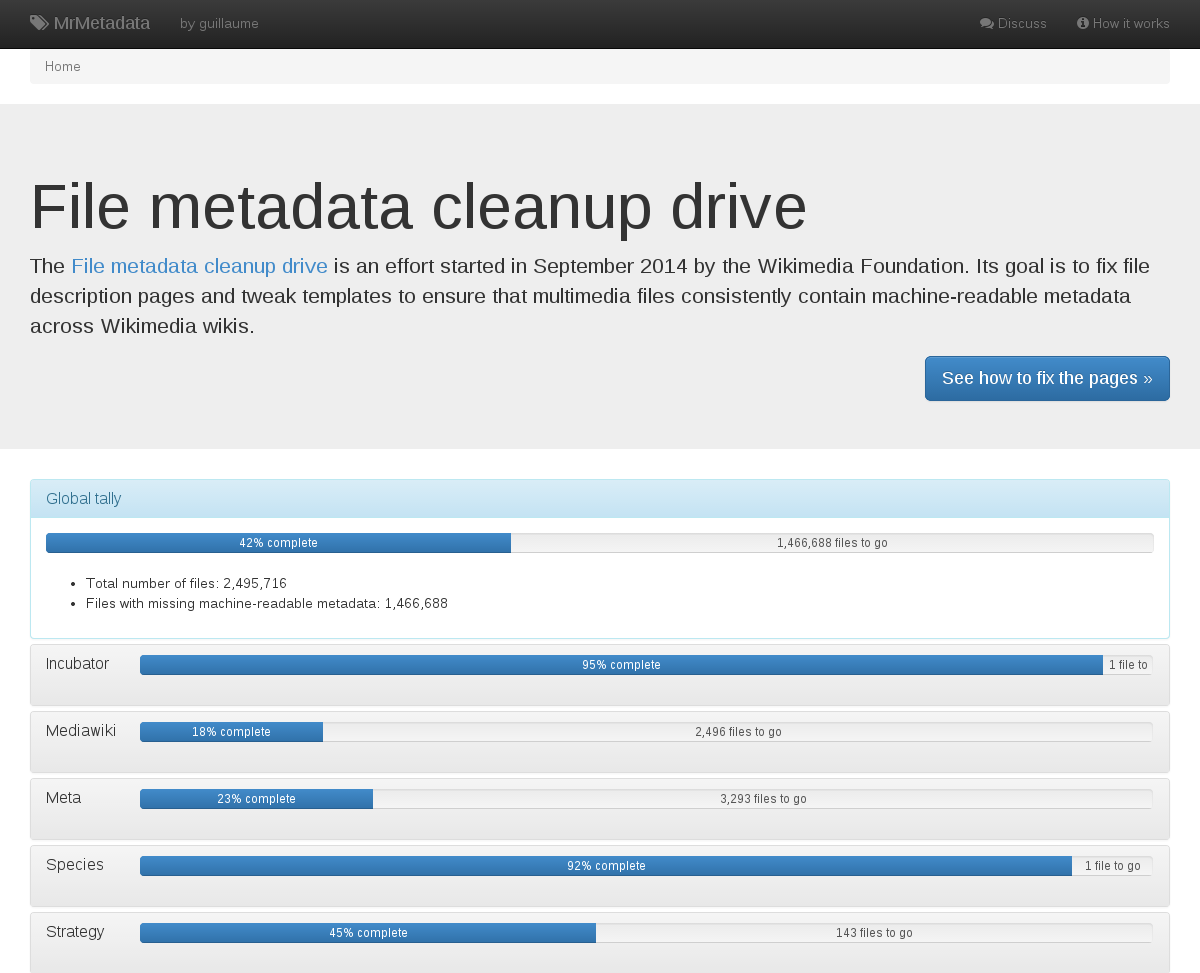 MrMetadata by guillaume Discuss How it works
Home
File metadata cleanup drive
The File metadata cleanup drive is an effort started in September 2014 by the Wikimedia Foundation. Its goal is to fix file
description pages and tweak templates to ensure that multimedia files consistently contain machine-readable metadata
across Wikimedia wikis.
See how to fix the pages »
Global tally
42% complete 1,466,688 files to go
• Total number of files: 2,495,716
• Files with missing machine-readable metadata: 1,466,688
Incubator 95% complete 1 file to
Mediawiki 18% complete 2,496 files to go
Meta 23% complete 3,293 files to go
Species 92% complete 1 file to go
Strategy 45% complete 143 files to go